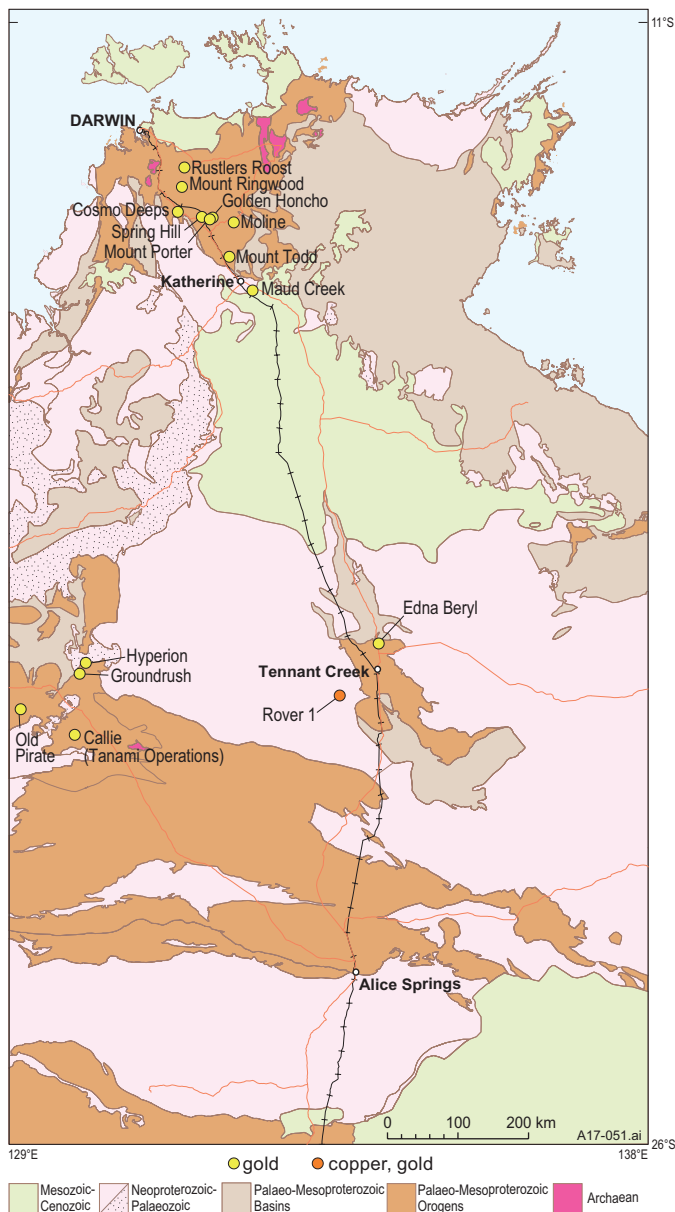 11°S
DARWIN
Rustlers Roost
Mount Ringwood
Golden Honcho
Cosmo Deeps
Moline
Spring Hill
Mount Porter
Mount Todd
Katherine
Maud Creek
Edna Beryl
Hyperion
Tennant Creek
Groundrush
Rover 1
Old
Pirate
Callie
(Tanami Operations)
Alice Springs
0 100 200 km
A17-051.ai
26°S
129°E
138°E
gold
copper, gold
Mesozoic-
Cenozoic
Neoproterozoic-
Palaeozoic
Palaeo-Mesoproterozoic
Basins
Palaeo-Mesoproterozoic
Orogens
Archaean